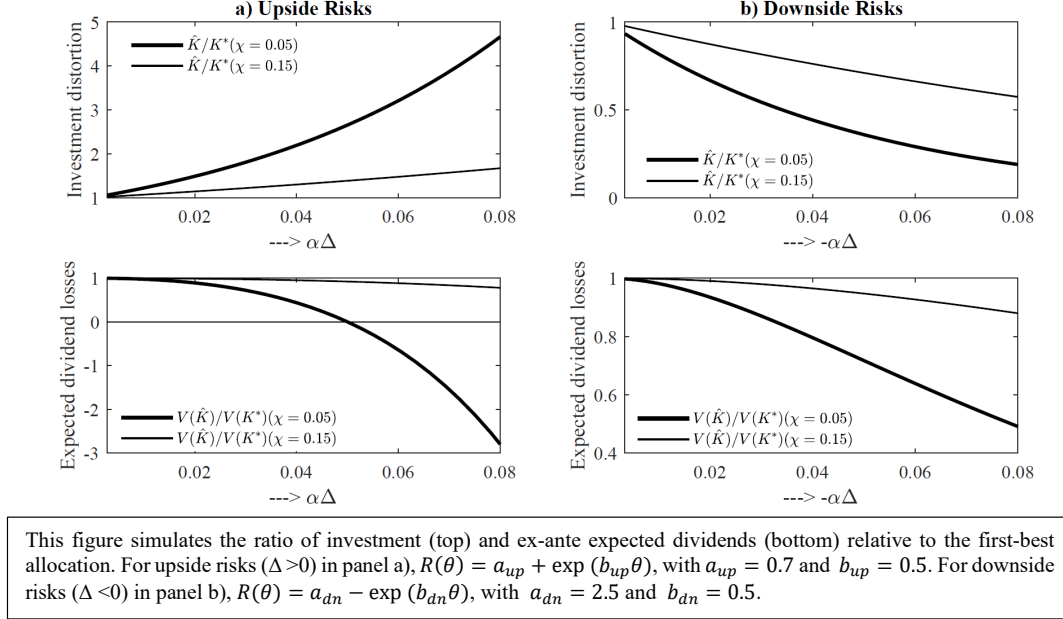 a) Upside Risks
5
4
3
2
1
Investment distortion
K̂/K*(χ = 0.05)
K̂/K*(χ = 0.15)
0.02 0.04 0.06 0.08
---> αΔ
b) Downside Risks
1
0.5
0
Investment distortion
K̂/K*(χ = 0.05)
K̂/K*(χ = 0.15)
0.02 0.04 0.06 0.08
---> -αΔ
1
0
-1
-2
-3
Expected dividend losses
V(K̂)/V(K*)(χ = 0.05)
V(K̂)/V(K*)(χ = 0.15)
0.02 0.04 0.06 0.08
---> αΔ
1
0.8
0.6
0.4
Expected dividend losses
V(K̂)/V(K*)(χ = 0.05)
V(K̂)/V(K*)(χ = 0.15)
0.02 0.04 0.06 0.08
---> -αΔ
This figure simulates the ratio of investment (top) and ex-ante expected dividends (bottom) relative to the first-best
allocation. For upside risks (Δ >0) in panel a), R(θ) = a_up + exp (b_up θ), with a_up = 0.7 and b_up = 0.5. For downside
risks (Δ <0) in panel b), R(θ) = a_dn − exp (b_dn θ), with a_dn = 2.5 and b_dn = 0.5.